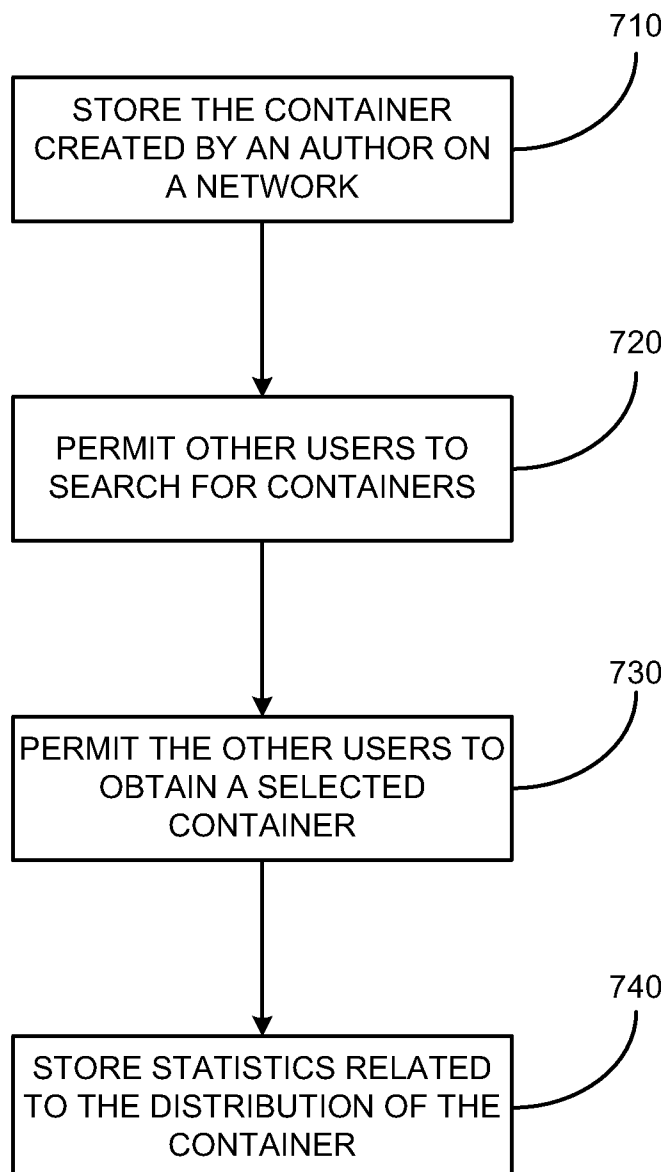 710
STORE THE CONTAINER
CREATED BY AN AUTHOR ON
A NETWORK
720
PERMIT OTHER USERS TO
SEARCH FOR CONTAINERS
730
PERMIT THE OTHER USERS TO
OBTAIN A SELECTED
CONTAINER
740
STORE STATISTICS RELATED
TO THE DISTRIBUTION OF THE
CONTAINER